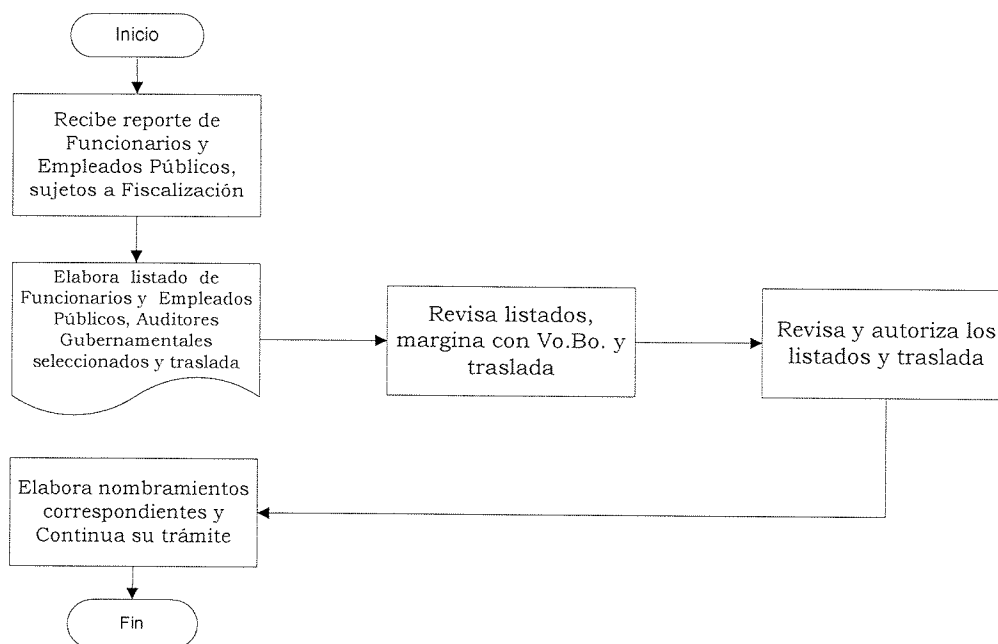 Inicio
Recibe reporte de
Funcionarios y
Empleados Públicos,
sujetos a Fiscalización
Elabora listado de
Funcionarios y Empleados
Públicos, Auditores
Gubernamentales
seleccionados y traslada
Revisa listados,
margina con Vo.Bo. y
traslada
Revisa y autoriza los
listados y traslada
Elabora nombramientos
correspondientes y
Continua su trámite
Fin